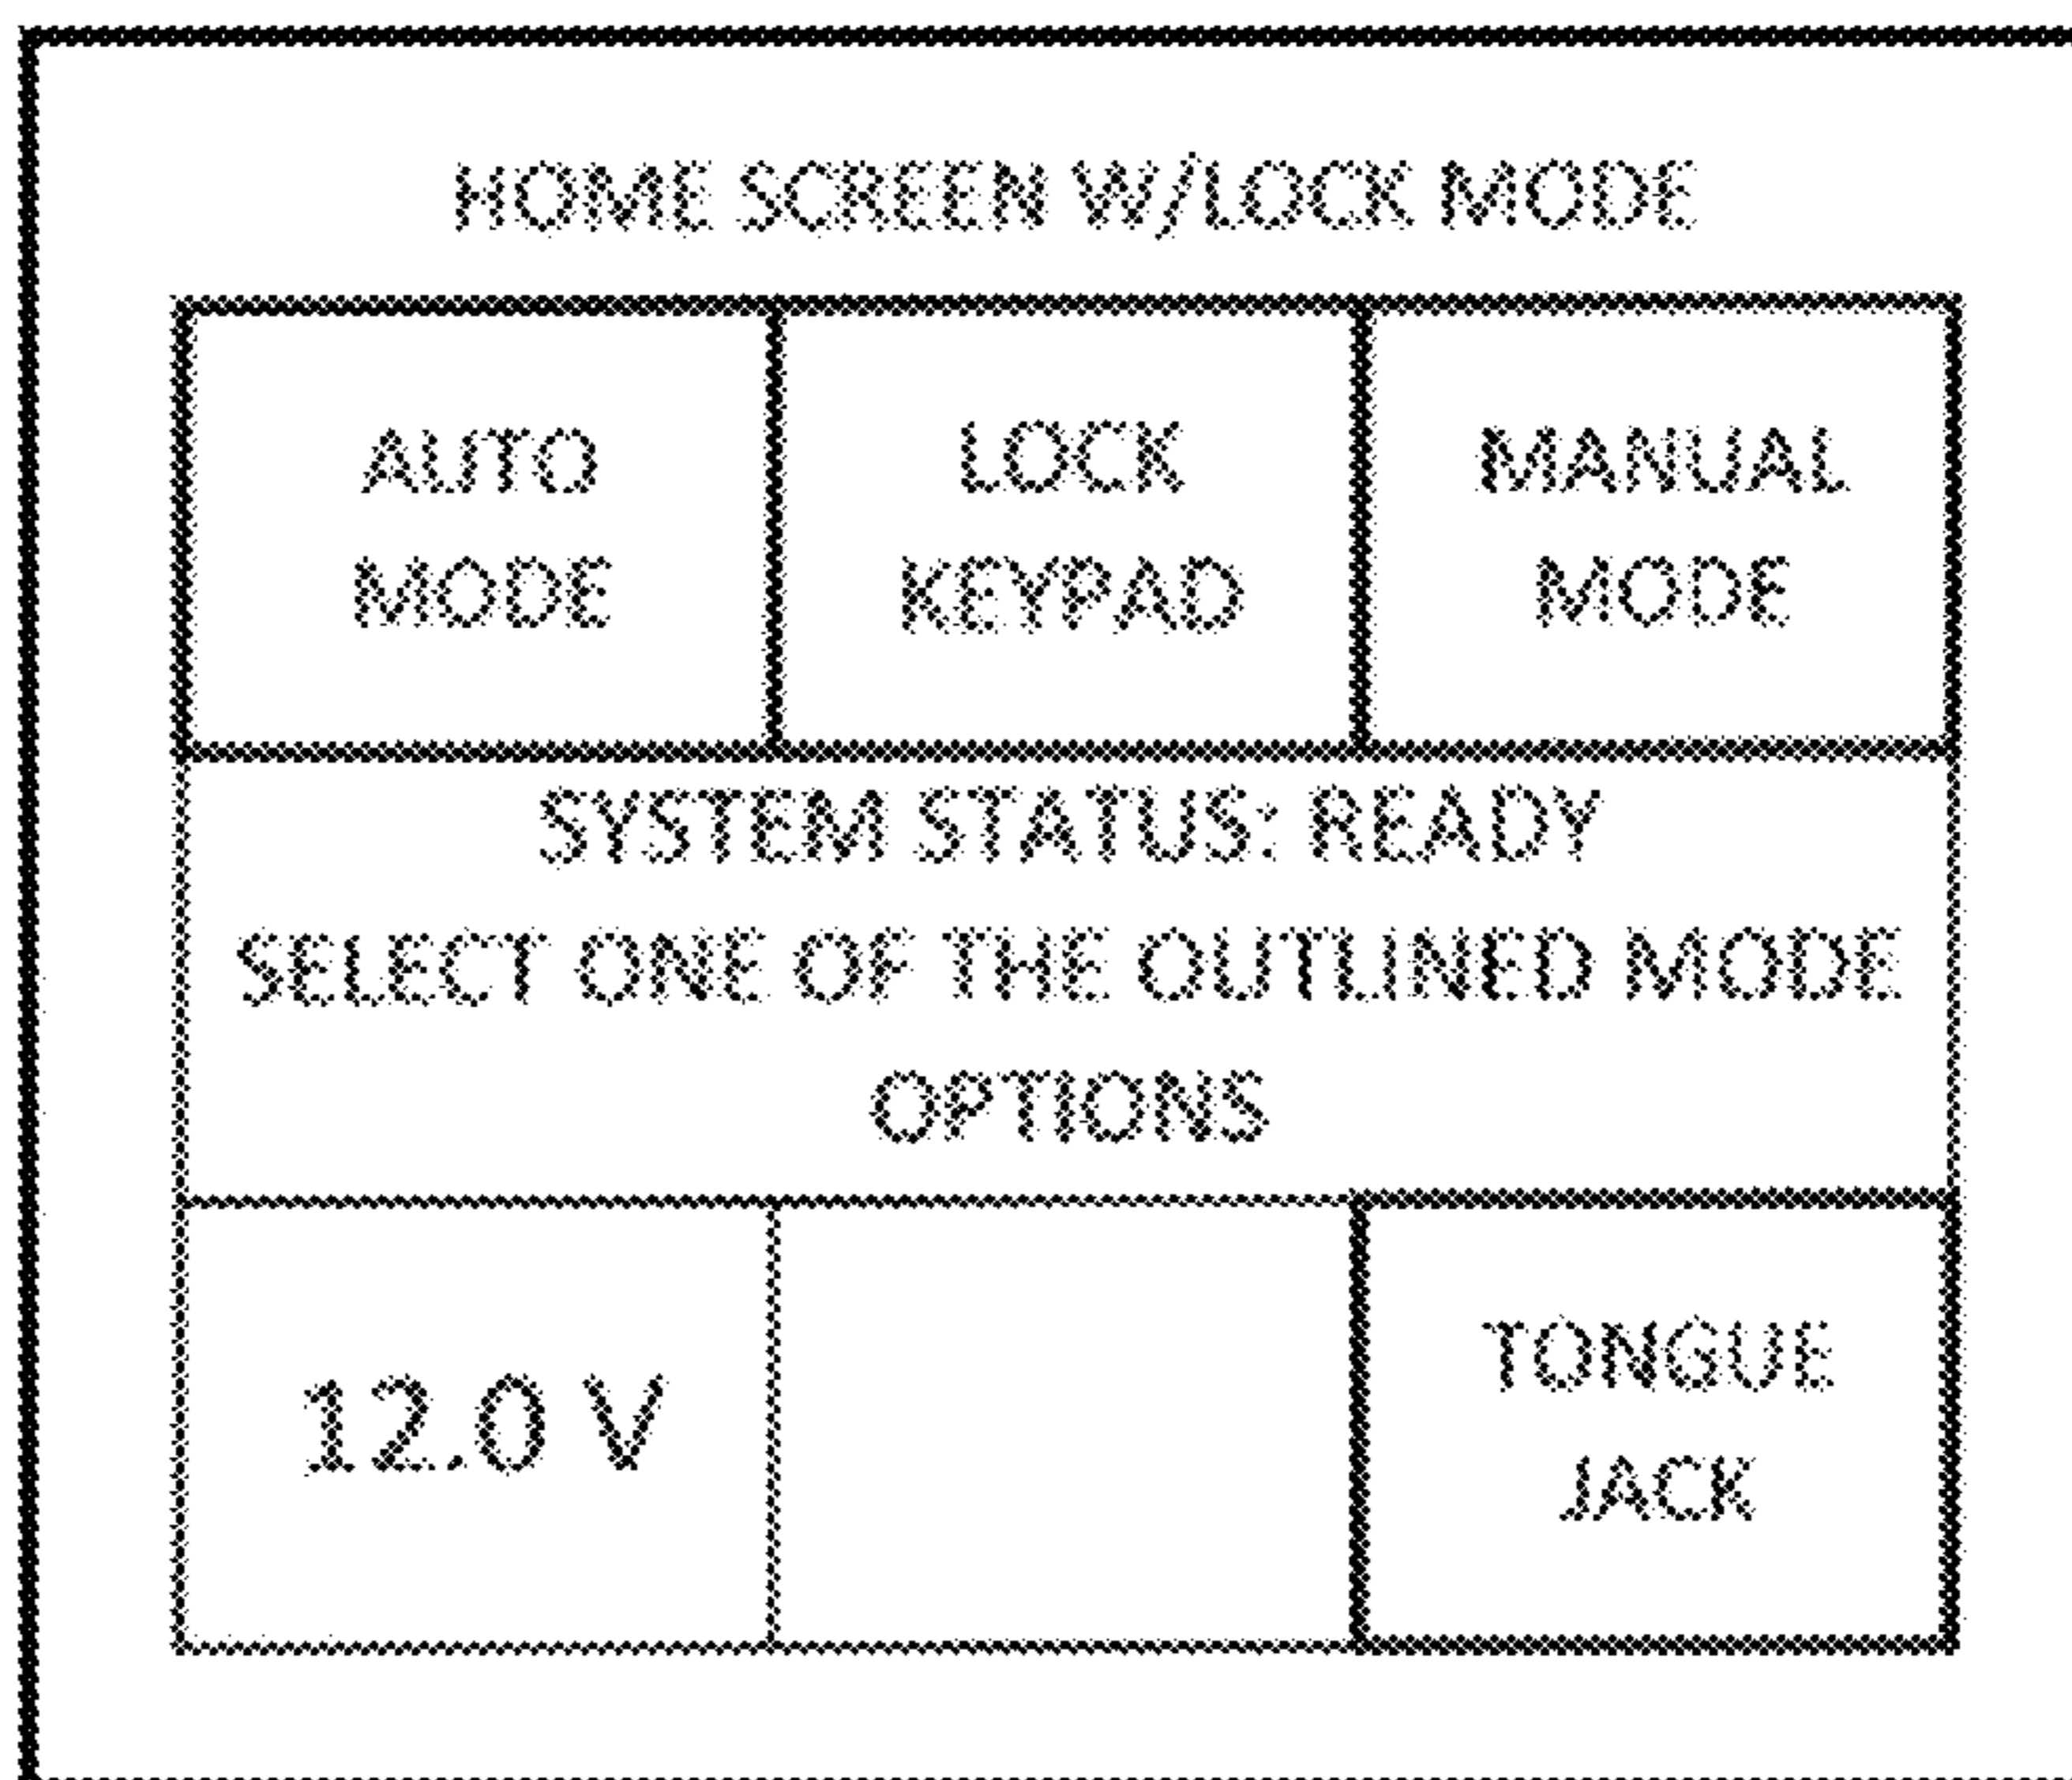 HOME SCREEN W/LOCK MODE
AUTO
MODE
LOCK
KEYPAD
MANUAL
MODE
SYSTEM STATUS: READY
SELECT ONE OF THE OUTLINED MODE
OPTIONS
12.0 V
TONGUE
JACK